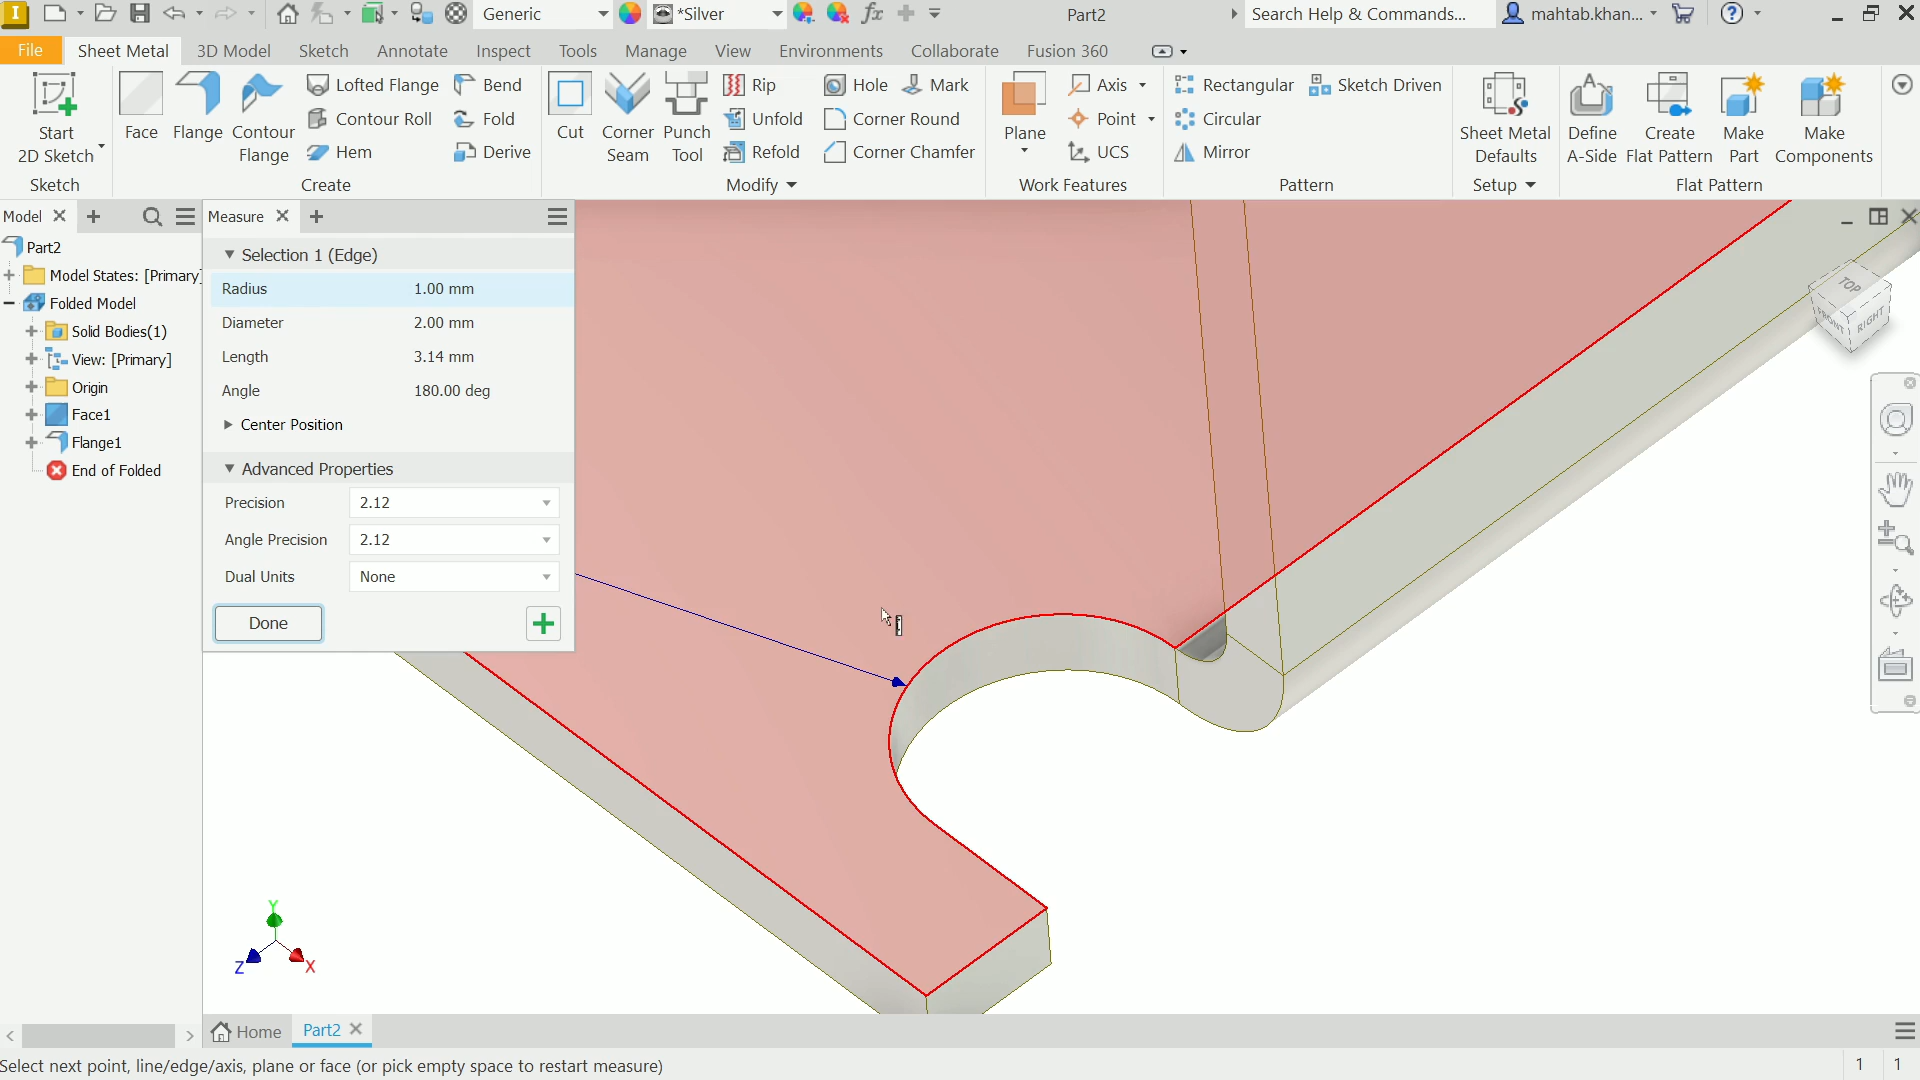 I Generic *Silver fx Part2 Search Help & Commands... mahtab.khan... ?
File Sheet Metal 3D Model Sketch Annotate Inspect Tools Manage View Environments Collaborate Fusion 360
Start 2D Sketch
Sketch
Face
Flange
Contour Flange
Lofted Flange
Contour Roll
Hem
Bend
Fold
Derive
Create
Cut
Corner Seam
Punch Tool
Rip
Unfold
Refold
Hole
Mark
Corner Round
Corner Chamfer
Modify
Plane
Axis
Point
UCS
Work Features
Rectangular
Circular
Mirror
Sketch Driven
Pattern
Sheet Metal Defaults
Setup
Define A-Side
Create Flat Pattern
Make Part
Make Components
Flat Pattern
Model
Part2
Model States: [Primary]
Folded Model
Solid Bodies(1)
View: [Primary]
Origin
Face1
Flange1
End of Folded
Measure
Selection 1 (Edge)
Radius 1.00 mm
Diameter 2.00 mm
Length 3.14 mm
Angle 180.00 deg
Center Position
Advanced Properties
Precision 2.12
Angle Precision 2.12
Dual Units None
Done
TOP
FRONT
RIGHT
Y
Z
X
Home Part2
Select next point, line/edge/axis, plane or face (or pick empty space to restart measure) 1 1